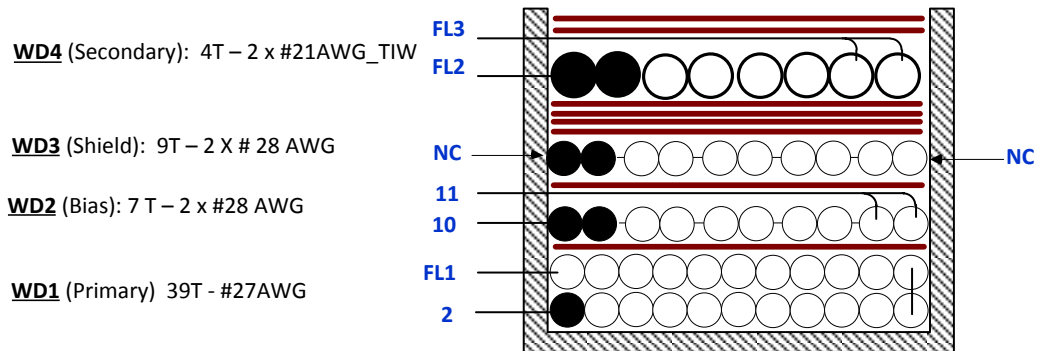 FL3
WD4 (Secondary): 4T – 2 x #21AWG_TIW
FL2
WD3 (Shield): 9T – 2 X # 28 AWG
NC
NC
11
WD2 (Bias): 7 T – 2 x #28 AWG
10
FL1
WD1 (Primary) 39T - #27AWG
2